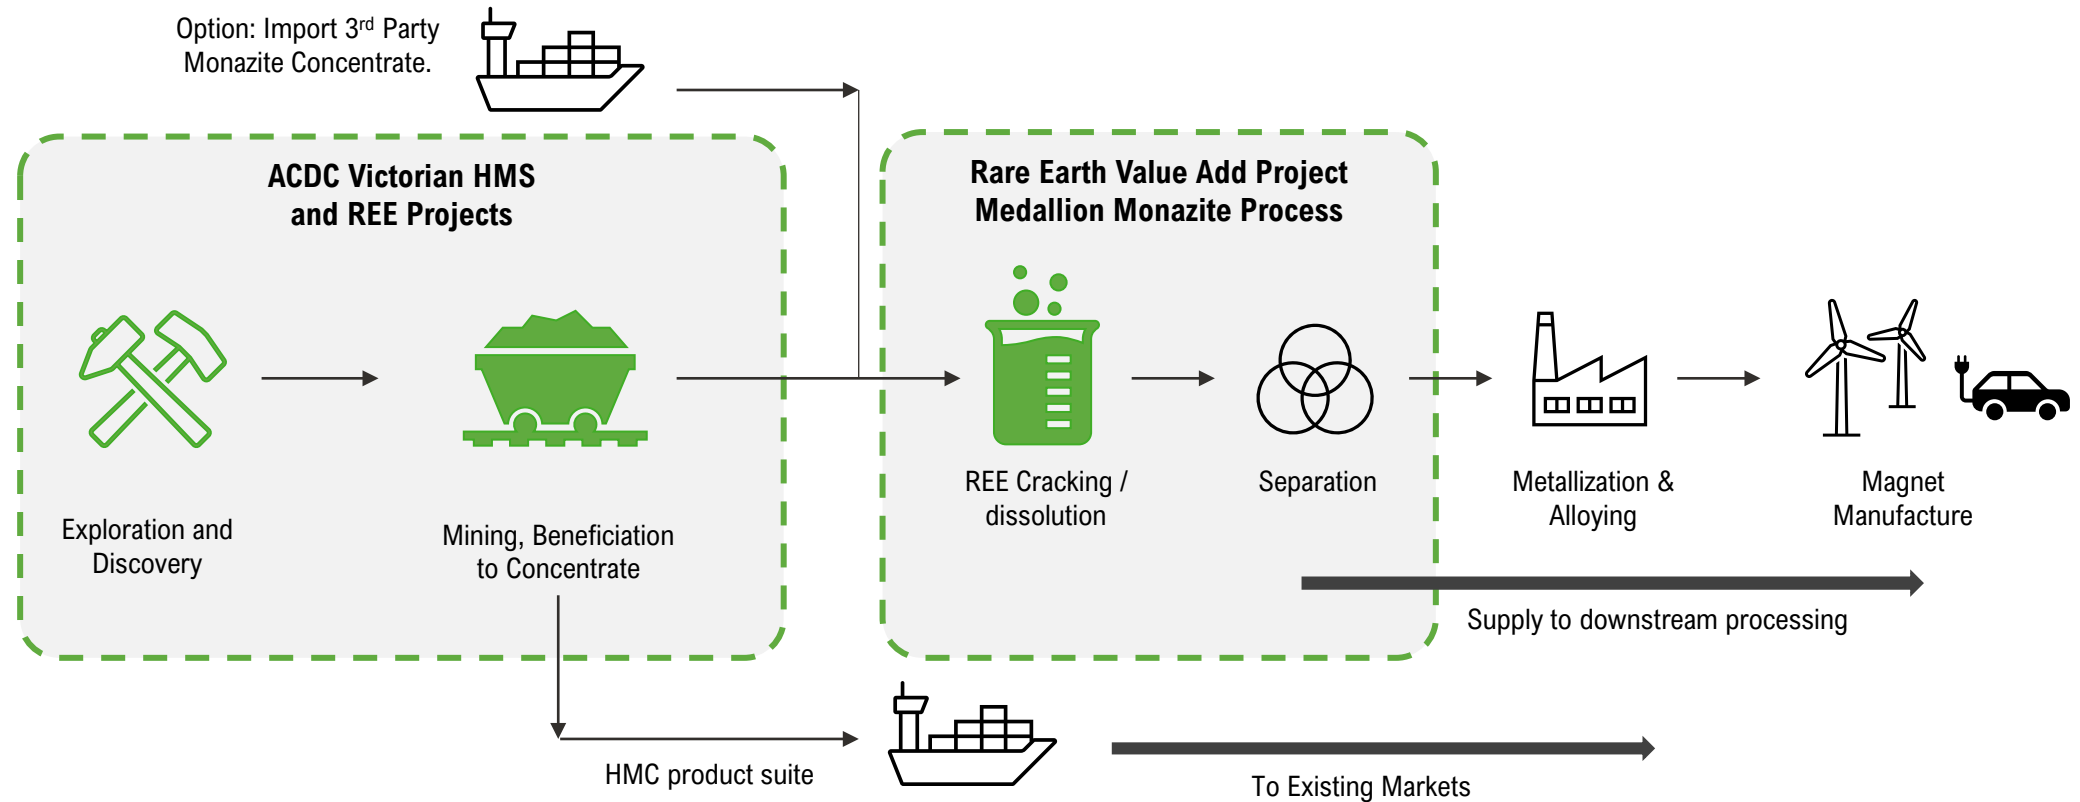 Option: Import 3rd Party
Monazite Concentrate.
ACDC Victorian HMS
and REE Projects
Rare Earth Value Add Project
Medallion Monazite Process
Exploration and
Discovery
Mining, Beneficiation
to Concentrate
REE Cracking /
dissolution
Separation
Metallization &
Alloying
Magnet
Manufacture
Supply to downstream processing
HMC product suite
To Existing Markets